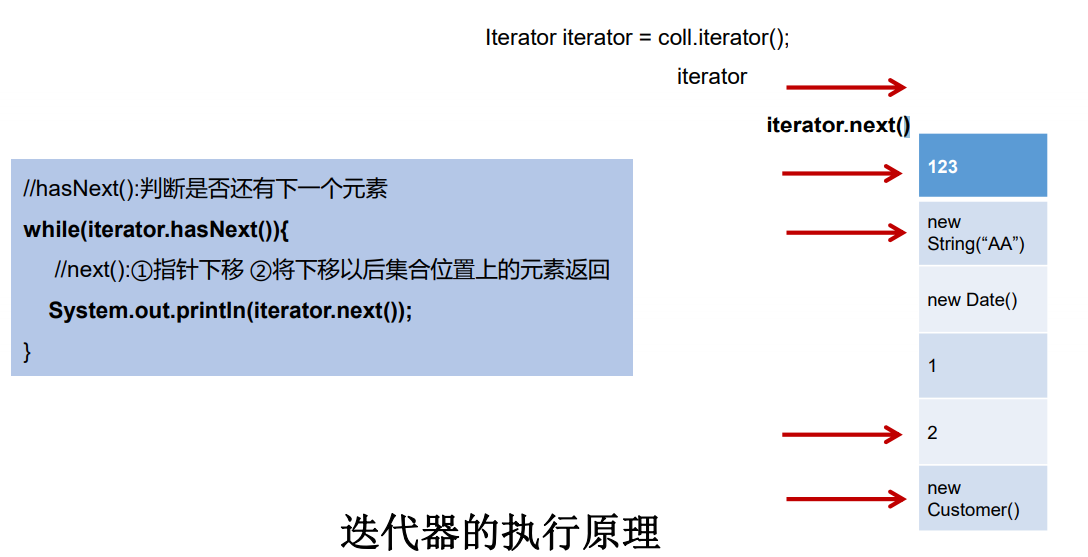 Iterator iterator = coll.iterator();
iterator
iterator.next()
//hasNext():判断是否还有下一个元素
while(iterator.hasNext()){
//next():①指针下移 ②将下移以后集合位置上的元素返回
System.out.println(iterator.next());
}
123
new
String(“AA”)
new Date()
1
2
new
Customer()
迭代器的执行原理